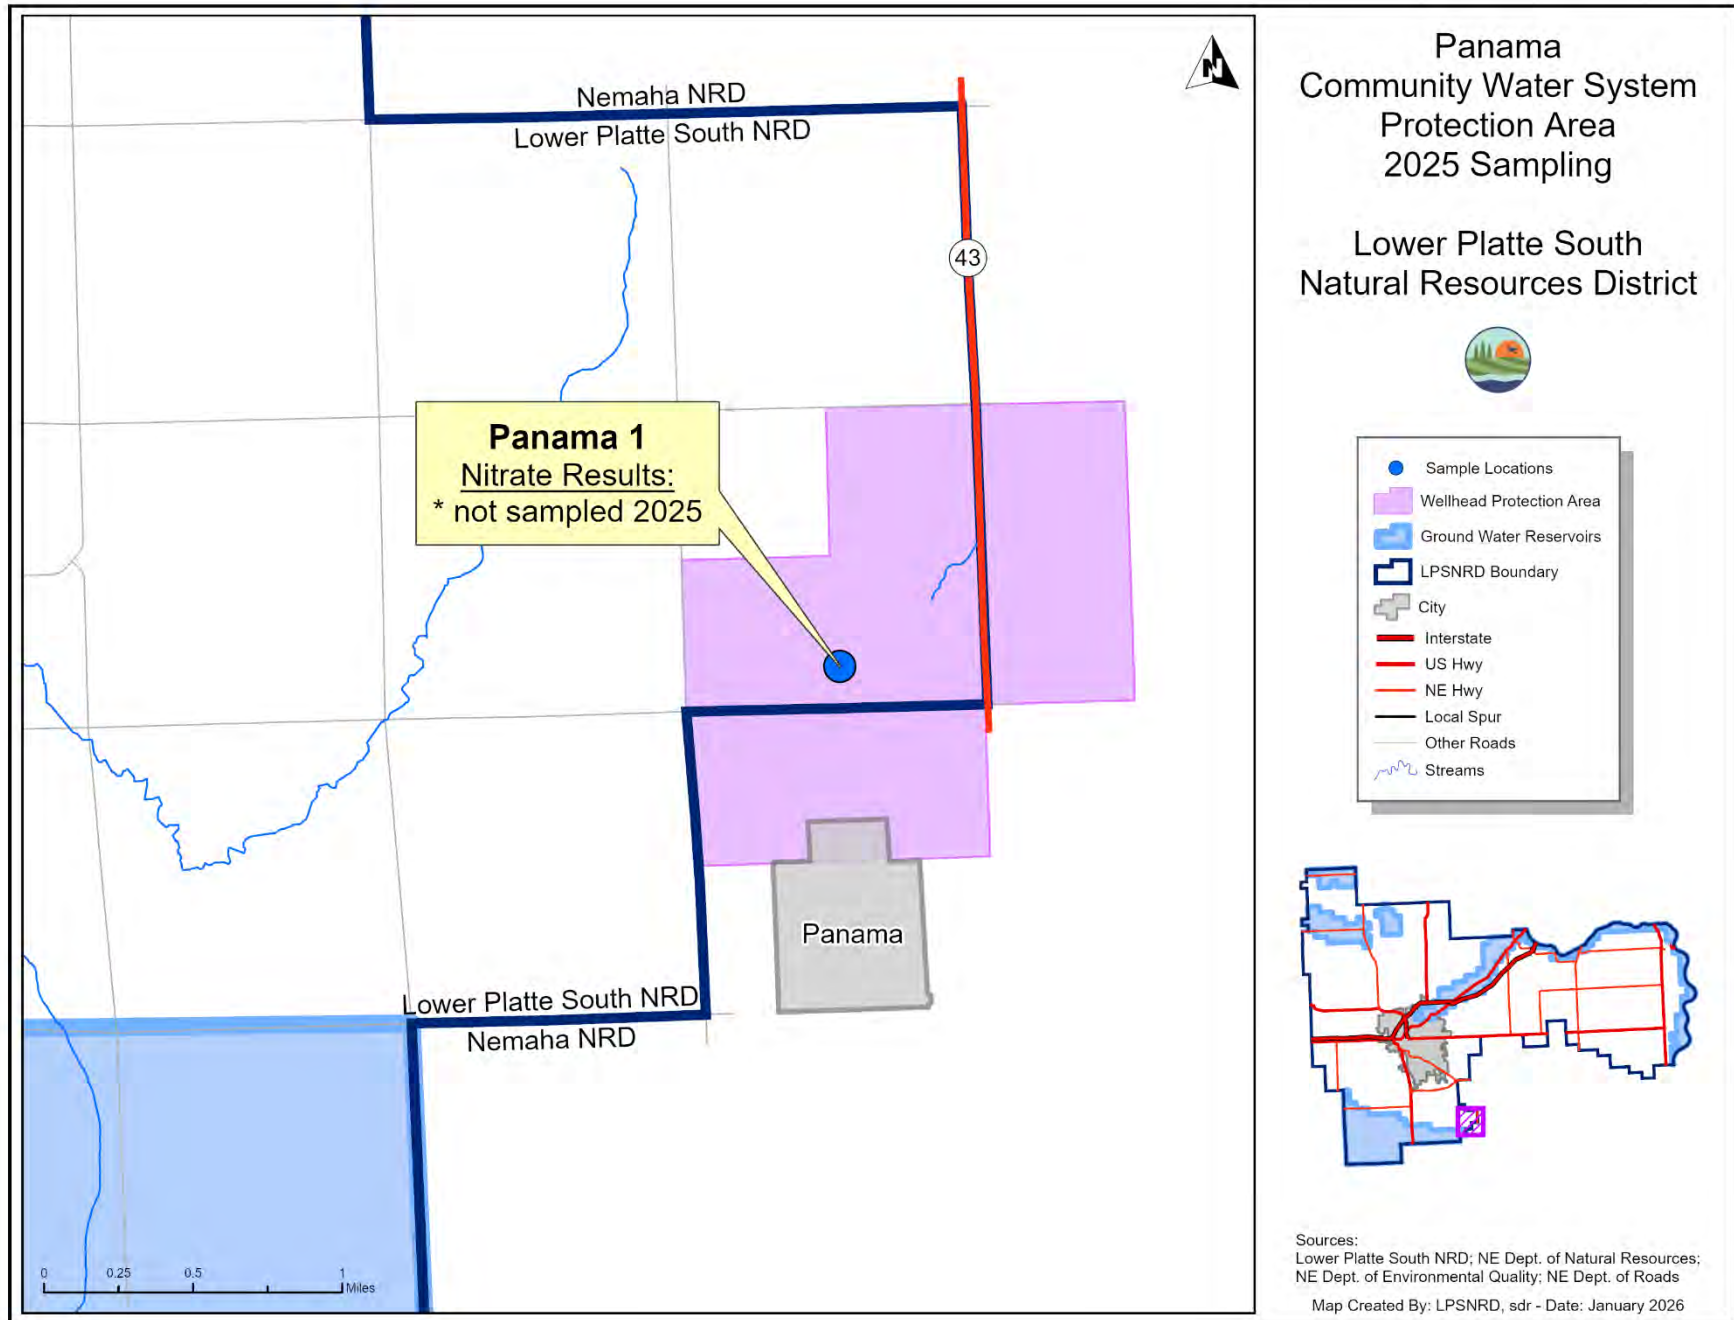 Panama
Community Water System
Protection Area
2025 Sampling
Lower Platte South
Natural Resources District
N
Nemaha NRD
Lower Platte South NRD
43
Panama 1
Nitrate Results:
* not sampled 2025
Panama
Lower Platte South NRD
Nemaha NRD
0 0.25 0.5 1
Miles
Sample Locations
Wellhead Protection Area
Ground Water Reservoirs
LPSNRD Boundary
City
Interstate
US Hwy
NE Hwy
Local Spur
Other Roads
Streams
Sources:
Lower Platte South NRD; NE Dept. of Natural Resources;
NE Dept. of Environmental Quality; NE Dept. of Roads
Map Created By: LPSNRD, sdr - Date: January 2026